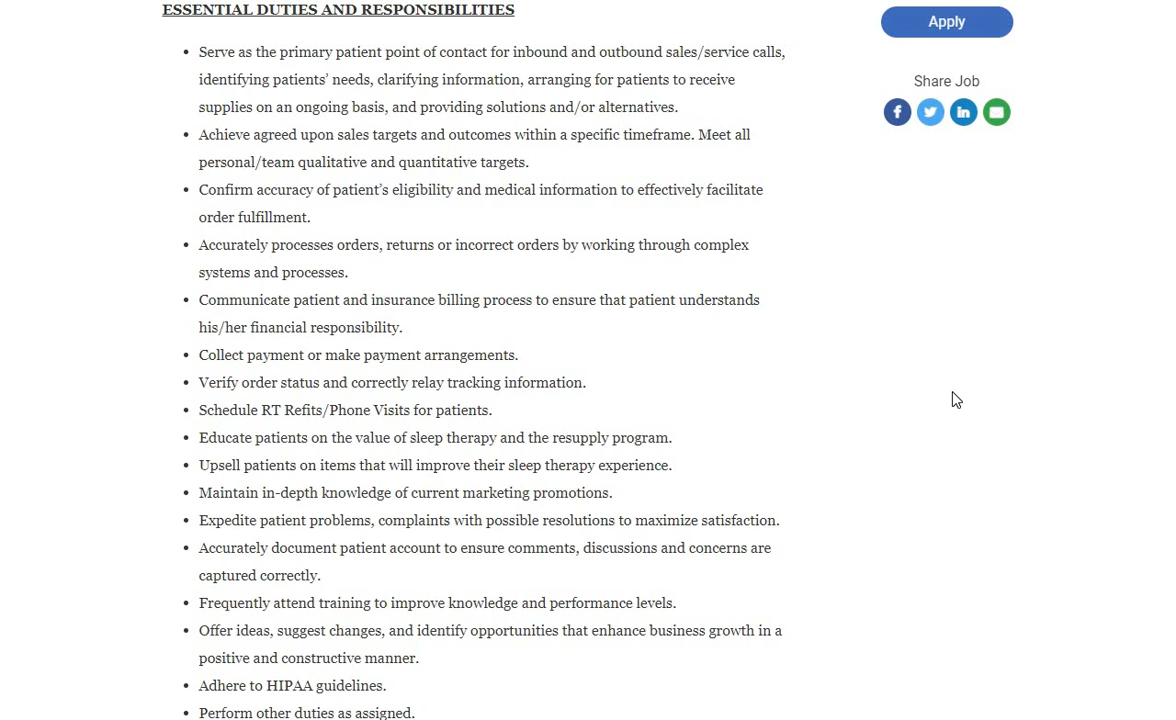 ESSENTIAL DUTIES AND RESPONSIBILITIES
Serve as the primary patient point of contact for inbound and outbound sales/service calls,
identifying patients’ needs, clarifying information, arranging for patients to receive
supplies on an ongoing basis, and providing solutions and/or alternatives.
Achieve agreed upon sales targets and outcomes within a specific timeframe. Meet all
personal/team qualitative and quantitative targets.
Confirm accuracy of patient’s eligibility and medical information to effectively facilitate
order fulfillment.
Accurately processes orders, returns or incorrect orders by working through complex
systems and processes.
Communicate patient and insurance billing process to ensure that patient understands
his/her financial responsibility.
Collect payment or make payment arrangements.
Verify order status and correctly relay tracking information.
Schedule RT Refits/Phone Visits for patients.
Educate patients on the value of sleep therapy and the resupply program.
Upsell patients on items that will improve their sleep therapy experience.
Maintain in-depth knowledge of current marketing promotions.
Expedite patient problems, complaints with possible resolutions to maximize satisfaction.
Accurately document patient account to ensure comments, discussions and concerns are
captured correctly.
Frequently attend training to improve knowledge and performance levels.
Offer ideas, suggest changes, and identify opportunities that enhance business growth in a
positive and constructive manner.
Adhere to HIPAA guidelines.
Perform other duties as assigned.
Apply
Share Job